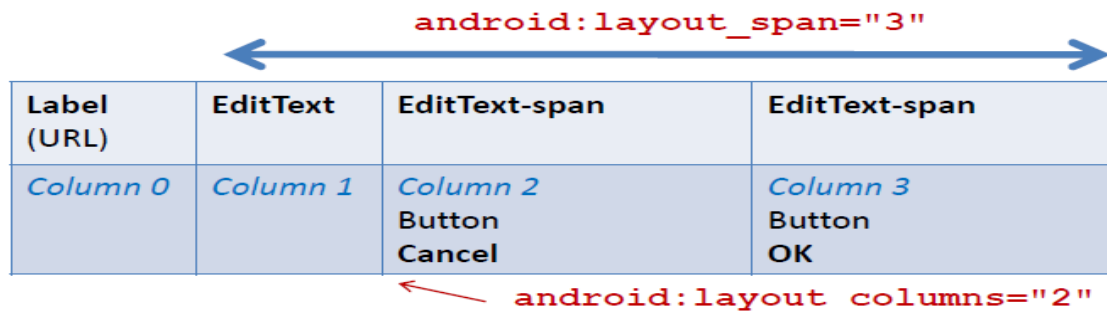 android:layout_span="3"
Label EditText EditText-span EditText-span
(URL)
Column 0 Column 1 Column 2 Column 3
Button Button
Cancel OK
android:layout columns="2"